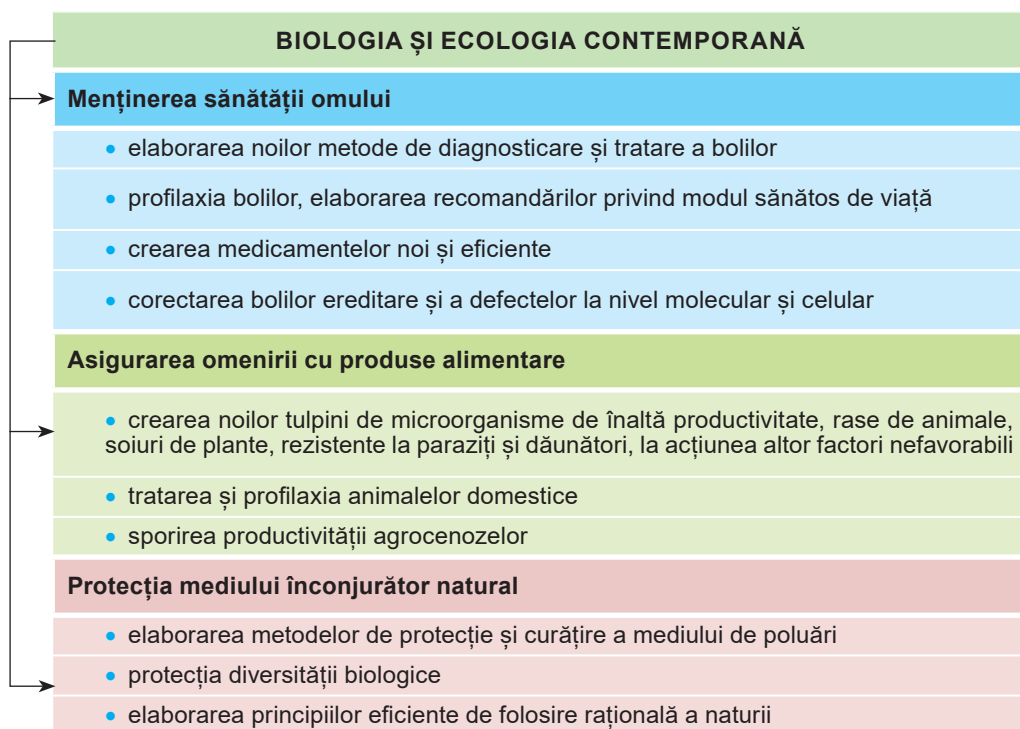 BIOLOGIA ȘI ECOLOGIA CONTEMPORANĂ
Menținerea sănătății omului
• elaborarea noilor metode de diagnosticare și tratare a bolilor
• profilaxia bolilor, elaborarea recomandărilor privind modul sănătos de viață
• crearea medicamentelor noi și eficiente
• corectarea bolilor ereditare și a defectelor la nivel molecular și celular
Asigurarea omenirii cu produse alimentare
• crearea noilor tulpini de microorganisme de înaltă productivitate, rase de animale,
soiuri de plante, rezistente la paraziți și dăunători, la acțiunea altor factori nefavorabili
• tratarea și profilaxia animalelor domestice
• sporirea productivității agrocenozelor
Protecția mediului înconjurător natural
• elaborarea metodelor de protecție și curățire a mediului de poluări
• protecția diversității biologice
• elaborarea principiilor eficiente de folosire rațională a naturii